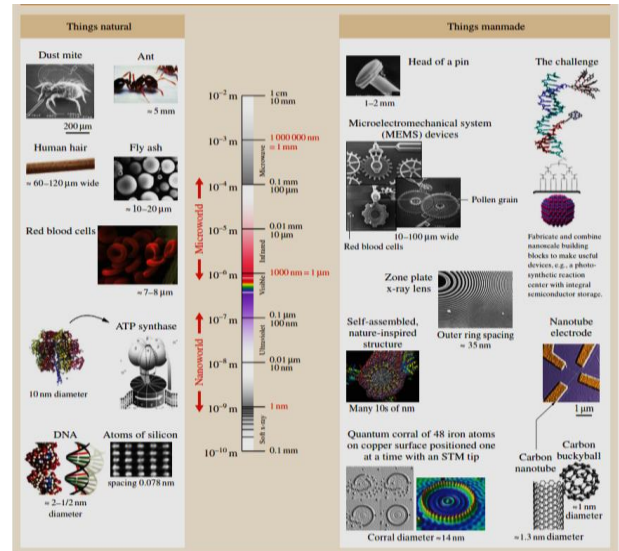 Things natural
Dust mite
Ant
200 µm
≈ 5 mm
Human hair
Fly ash
≈ 60–120 µm wide
≈ 10–20 µm
Red blood cells
≈ 7–8 µm
ATP synthase
10 nm diameter
DNA
Atoms of silicon
spacing 0.078 nm
≈ 2–1/2 nm
diameter
10⁻² m
1 cm
10 mm
10⁻³ m
1 000 000 nm
= 1 mm
Microwave
10⁻⁴ m
0.1 mm
100 µm
Microworld
10⁻⁵ m
0.01 mm
10 µm
Infrared
10⁻⁶ m
1000 nm = 1 µm
Visible
10⁻⁷ m
0.1 µm
100 nm
Ultraviolet
Nanoworld
10⁻⁸ m
0.01 µm
10 nm
10⁻⁹ m
1 nm
Soft x-ray
10⁻¹⁰ m
0.1 mm
Things manmade
Head of a pin
1–2 mm
The challenge
Microelectromechanical system
(MEMS) devices
Pollen grain
10–100 µm wide
Red blood cells
Fabricate and combine
nanoscale building
blocks to make useful
devices, e.g., a photo-
synthetic reaction
center with integral
semiconductor storage.
Zone plate
x-ray lens
Outer ring spacing
≈ 35 nm
Self-assembled,
nature-inspired
structure
Many 10s of nm
Nanotube
electrode
1 µm
Quantum corral of 48 iron atoms
on copper surface positioned one
at a time with an STM tip
Corral diameter ≈14 nm
Carbon
nanotube
≈1.3 nm diameter
Carbon
buckyball
≈1 nm
diameter